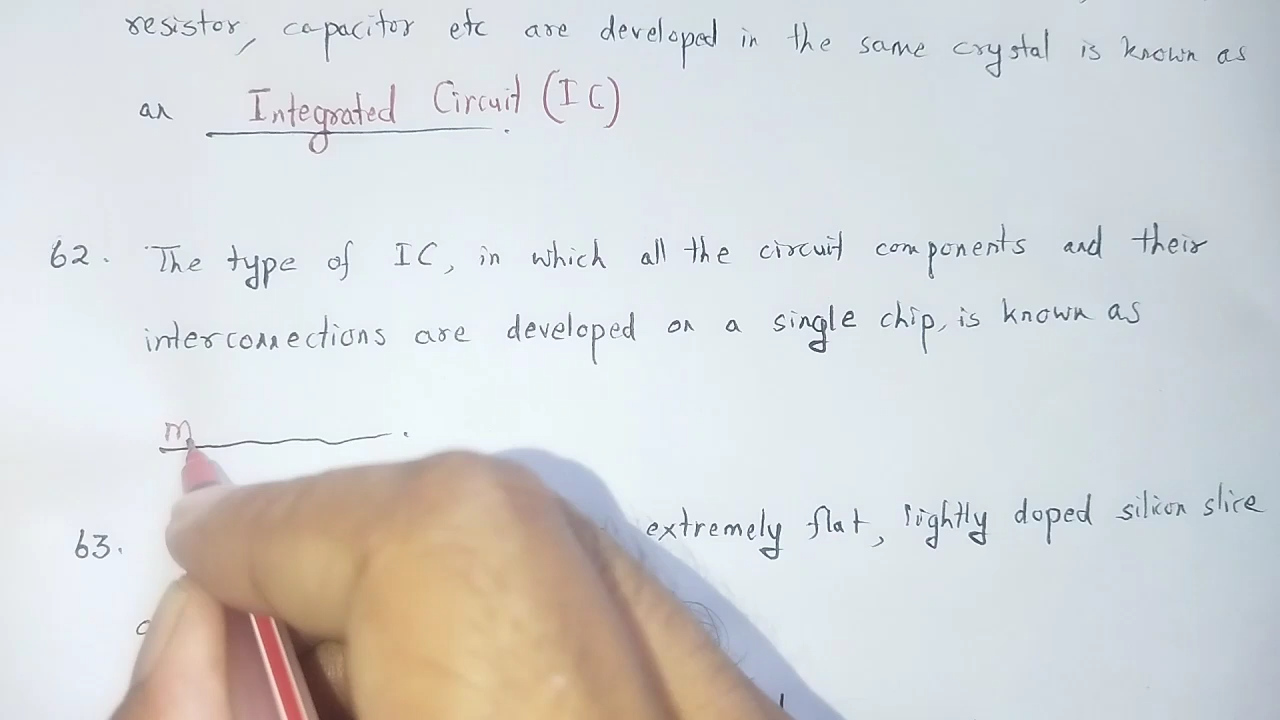 resistor, capacitor etc are developed in the same crystal is known as
an Integrated Circuit (IC).
62. The type of IC, in which all the circuit components and their
interconnections are developed on a single chip, is known as
m .
63. extremely flat, lightly doped silicon slice